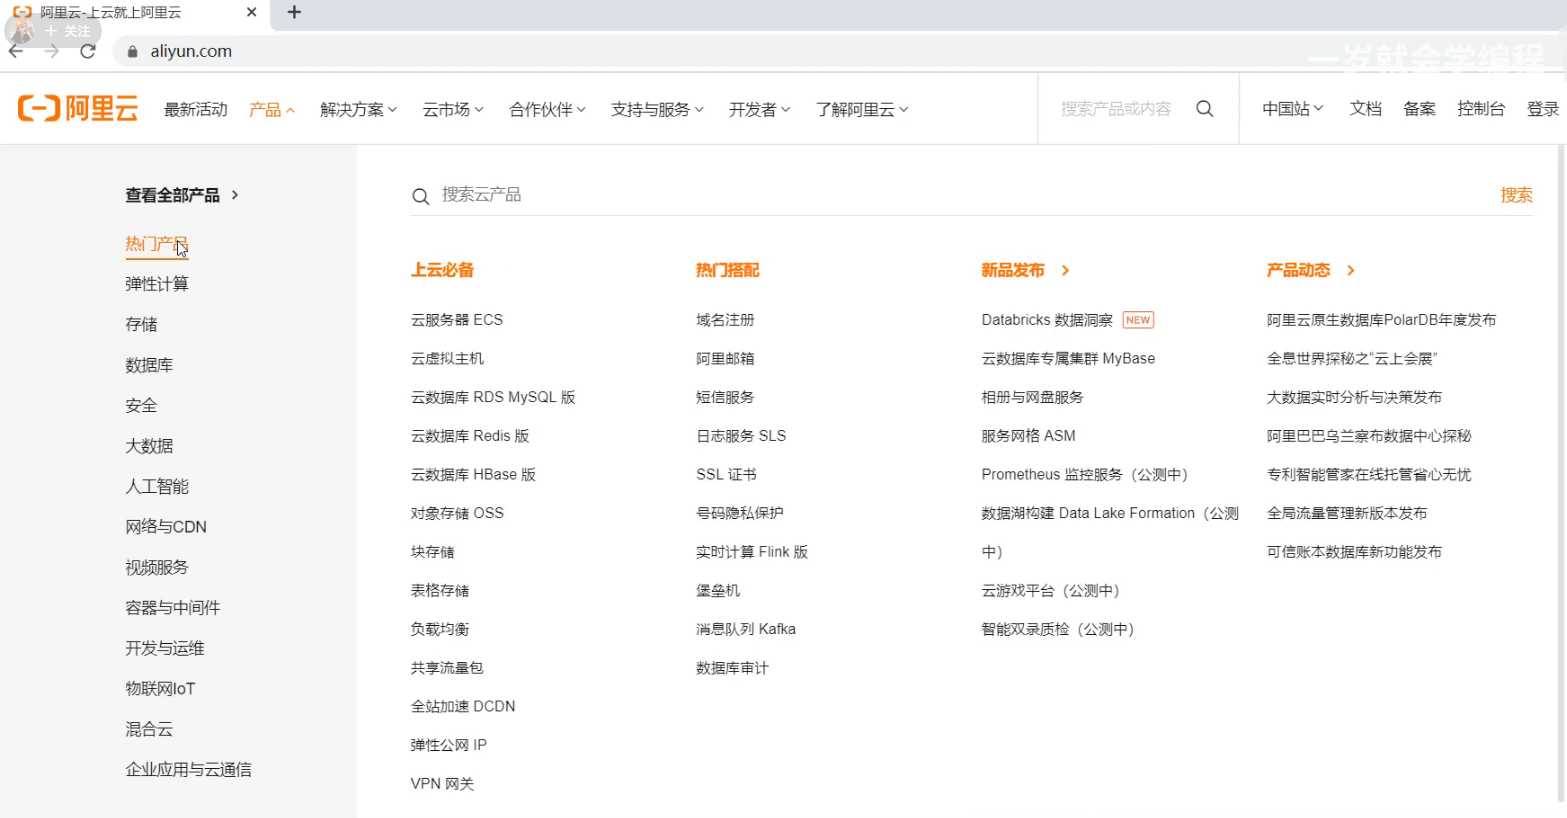 阿里云-上云就上阿里云
+ 关注
aliyun.com
一岁就会学编程
阿里云
最新活动 产品 解决方案 云市场 合作伙伴 支持与服务 开发者 了解阿里云 搜索产品或内容 中国站 文档 备案 控制台 登录
查看全部产品
热门产品
弹性计算
存储
数据库
安全
大数据
人工智能
网络与CDN
视频服务
容器与中间件
开发与运维
物联网IoT
混合云
企业应用与云通信
搜索云产品 搜索
上云必备
云服务器 ECS
云虚拟主机
云数据库 RDS MySQL 版
云数据库 Redis 版
云数据库 HBase 版
对象存储 OSS
块存储
表格存储
负载均衡
共享流量包
全站加速 DCDN
弹性公网 IP
VPN 网关
热门搭配
域名注册
阿里邮箱
短信服务
日志服务 SLS
SSL 证书
号码隐私保护
实时计算 Flink 版
堡垒机
消息队列 Kafka
数据库审计
新品发布
Databricks 数据洞察 NEW
云数据库专属集群 MyBase
相册与网盘服务
服务网格 ASM
Prometheus 监控服务（公测中）
数据湖构建 Data Lake Formation（公测
中）
云游戏平台（公测中）
智能双录质检（公测中）
产品动态
阿里云原生数据库PolarDB年度发布
全息世界探秘之“云上会展”
大数据实时分析与决策发布
阿里巴巴乌兰察布数据中心探秘
专利智能管家在线托管省心无忧
全局流量管理新版本发布
可信账本数据库新功能发布